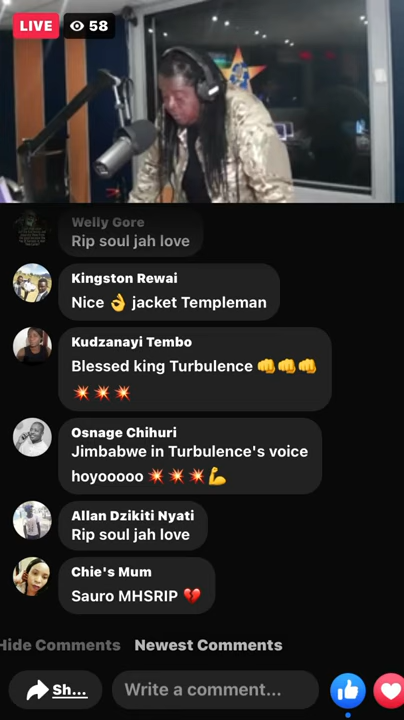 LIVE 58
Welly Gore
Rip soul jah love
Kingston Rewai
Nice 👌 jacket Templeman
Kudzanayi Tembo
Blessed king Turbulence 👊👊👊
💥💥💥
Osnage Chihuri
Jimbabwe in Turbulence's voice
hoyooooo 💥💥💥💪
Allan Dzikiti Nyati
Rip soul jah love
Chie's Mum
Sauro MHSRIP 💔
Hide Comments Newest Comments
Sh... Write a comment...